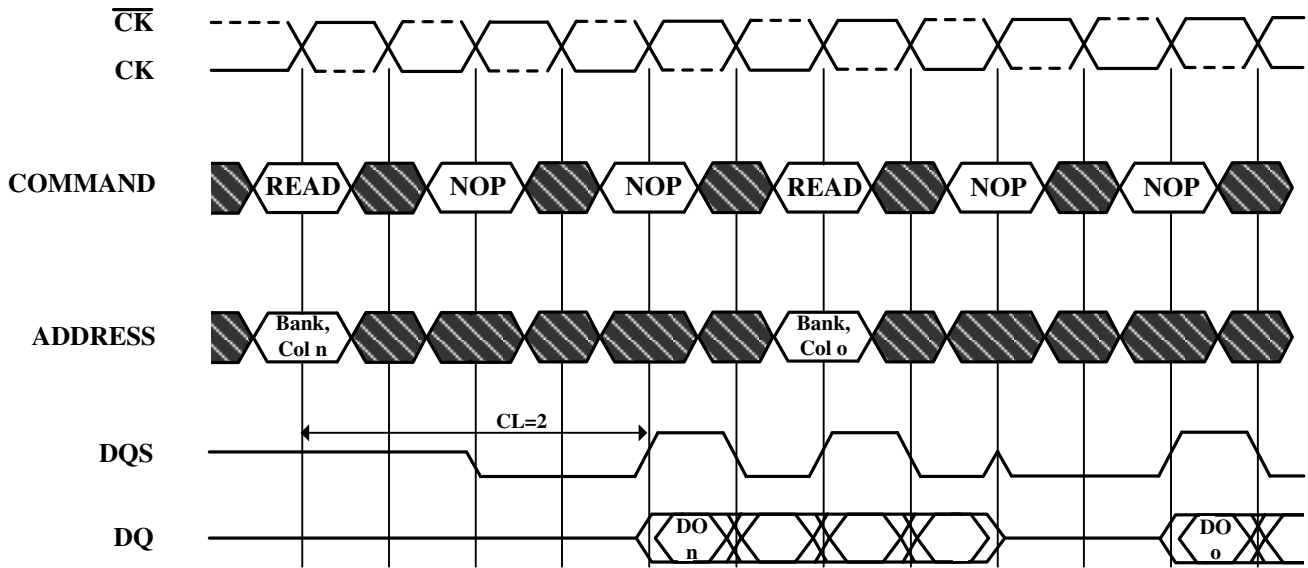 CK
CK
COMMAND
READ
NOP
NOP
READ
NOP
NOP
ADDRESS
Bank,
Col n
Bank,
Col o
CL=2
DQS
DQ
DO
n
DO
o